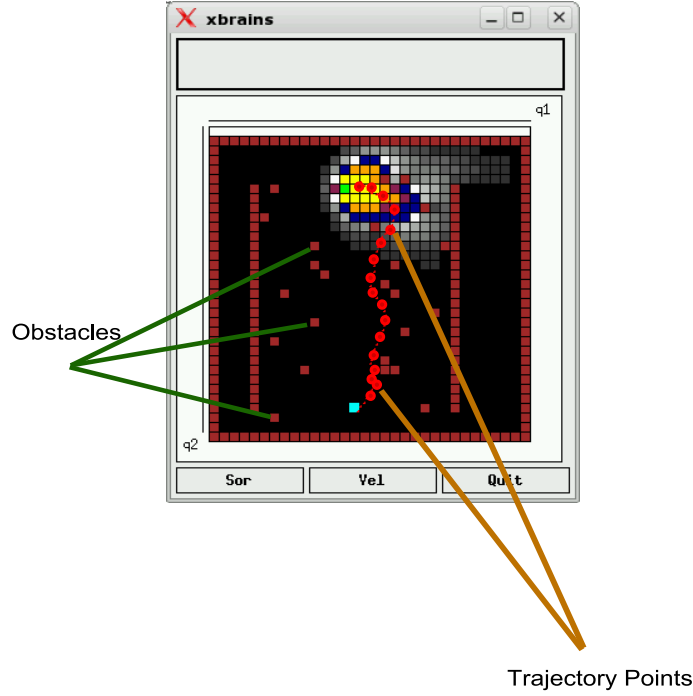 xbrains
q1
Obstacles
q2
Sor Vel Quit
Trajectory Points